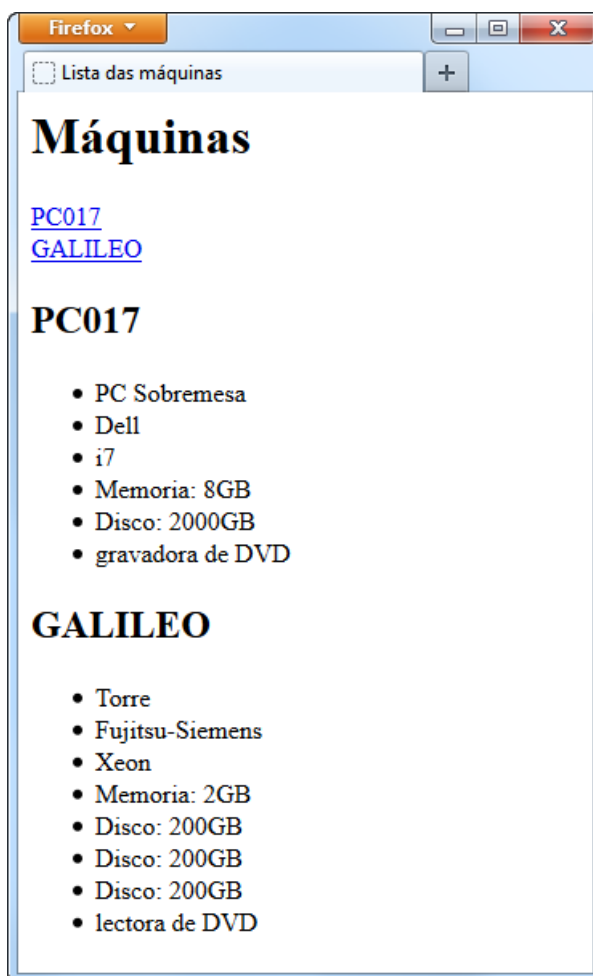 Firefox
Lista das máquinas
Máquinas
PC017
GALILEO
PC017
• PC Sobremesa
• Dell
• i7
• Memoria: 8GB
• Disco: 2000GB
• gravadora de DVD
GALILEO
• Torre
• Fujitsu-Siemens
• Xeon
• Memoria: 2GB
• Disco: 200GB
• Disco: 200GB
• Disco: 200GB
• lectora de DVD